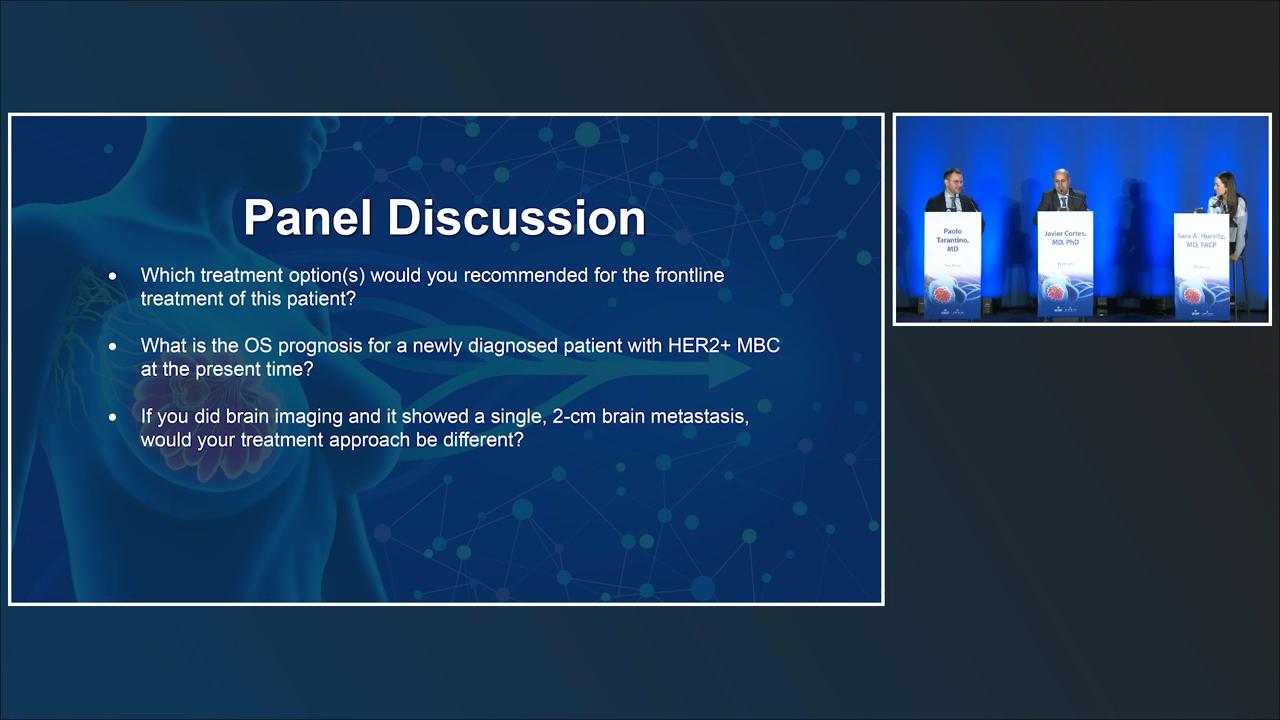 Panel Discussion
• Which treatment option(s) would you recommended for the frontline
treatment of this patient?
• What is the OS prognosis for a newly diagnosed patient with HER2+ MBC
at the present time?
• If you did brain imaging and it showed a single, 2-cm brain metastasis,
would your treatment approach be different?
Paolo
Tarantino,
MD
Javier Cortes,
MD, PhD
Sara A. Hurvitz,
MD, FACP